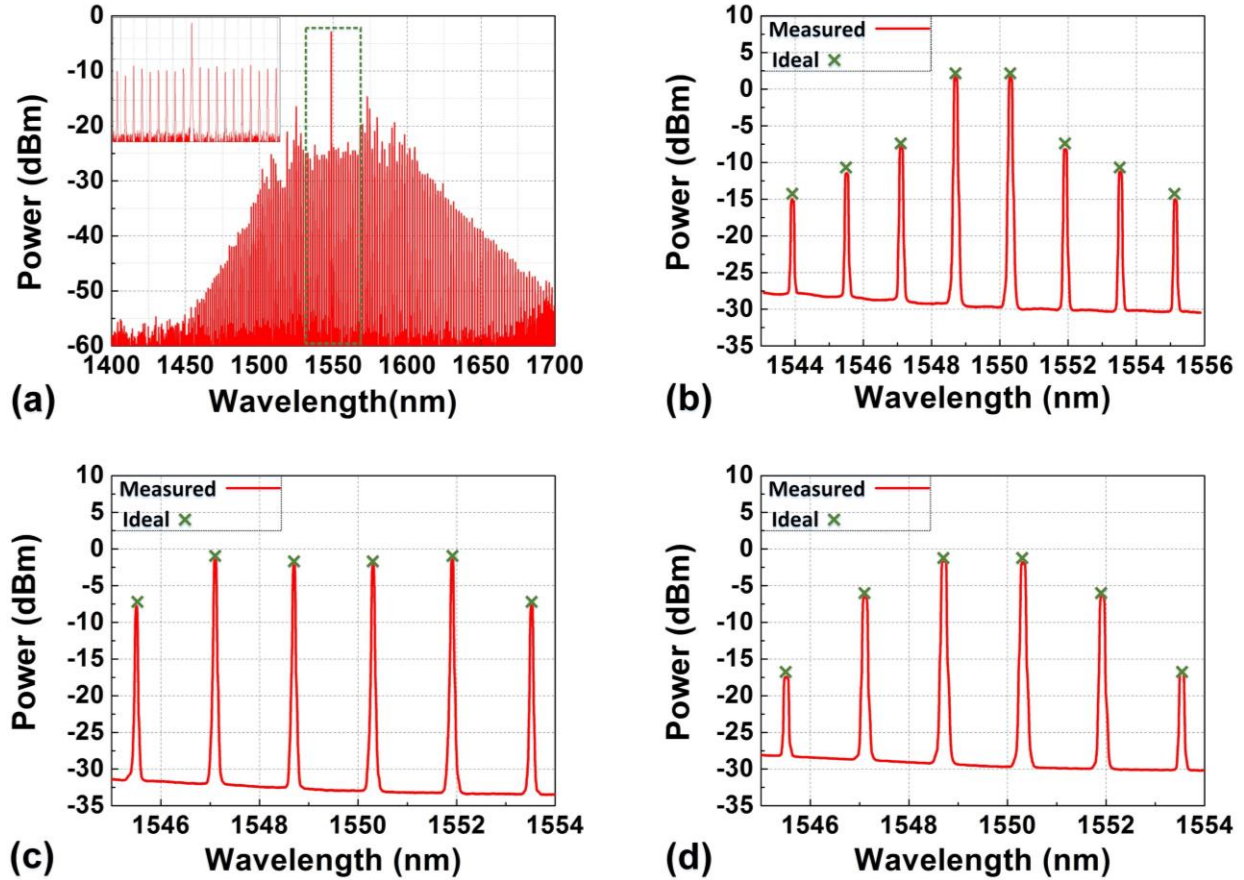 0
-10
-20
-30
-40
-50
-60
Power (dBm)
1400 1450 1500 1550 1600 1650 1700
Wavelength(nm)
(a)
10
5
0
-5
-10
-15
-20
-25
-30
-35
Power (dBm)
Measured
Ideal ×
1544 1546 1548 1550 1552 1554 1556
Wavelength (nm)
(b)
10
5
0
-5
-10
-15
-20
-25
-30
-35
Power (dBm)
Measured
Ideal ×
1546 1548 1550 1552 1554
Wavelength (nm)
(c)
10
5
0
-5
-10
-15
-20
-25
-30
-35
Power (dBm)
Measured
Ideal ×
1546 1548 1550 1552 1554
Wavelength (nm)
(d)